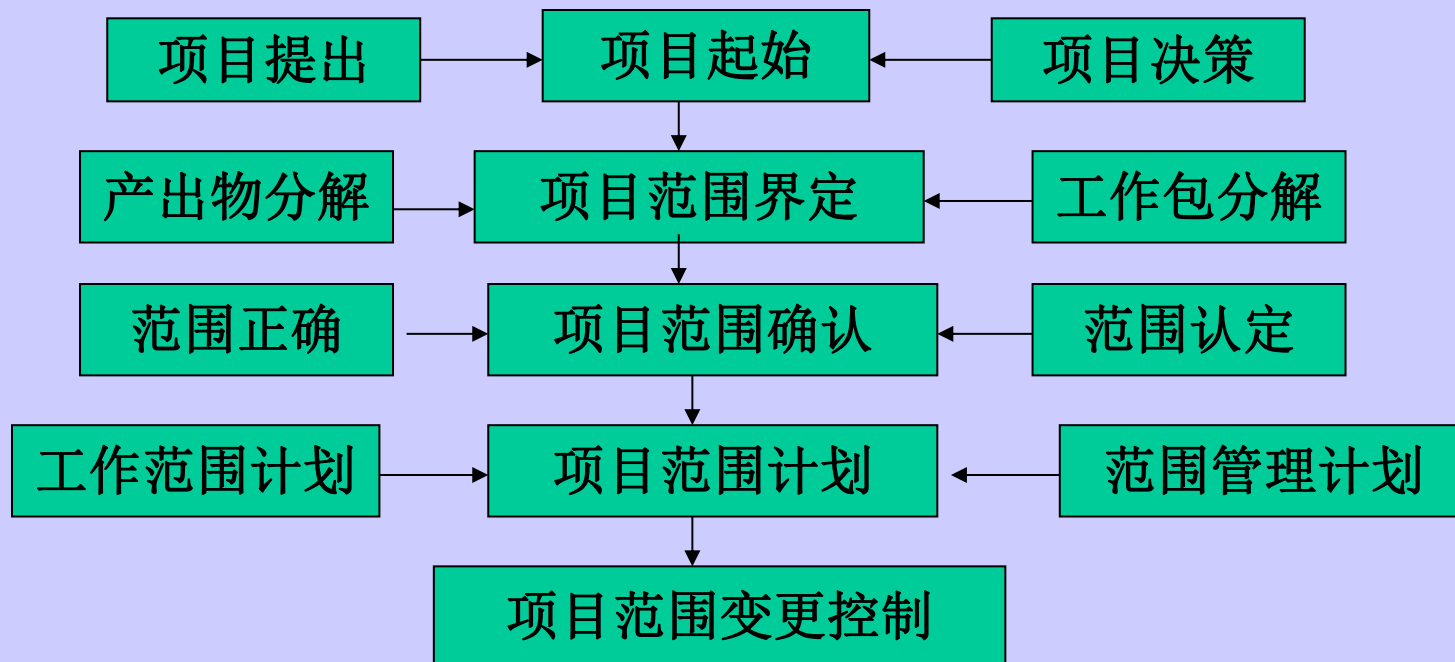 项目提出
项目起始
项目决策
产出物分解
项目范围界定
工作包分解
范围正确
项目范围确认
范围认定
工作范围计划
项目范围计划
范围管理计划
项目范围变更控制